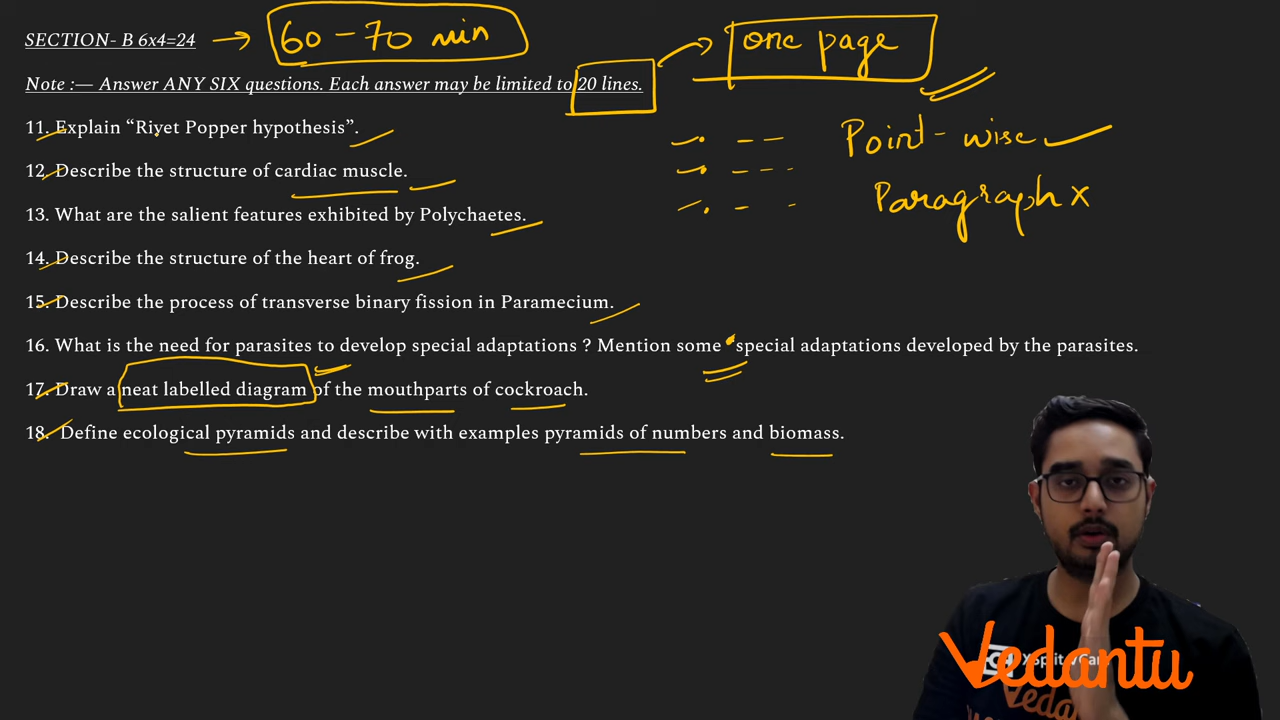 SECTION- B 6x4=24 → 60 - 70 min
one page
Note :— Answer ANY SIX questions. Each answer may be limited to 20 lines.
11. Explain “Riyet Popper hypothesis”.
Point-wise ✓
12. Describe the structure of cardiac muscle.
Paragraph x
13. What are the salient features exhibited by Polychaetes.
14. Describe the structure of the heart of frog.
15. Describe the process of transverse binary fission in Paramecium.
16. What is the need for parasites to develop special adaptations ? Mention some special adaptations developed by the parasites.
17. Draw a neat labelled diagram of the mouthparts of cockroach.
18. Define ecological pyramids and describe with examples pyramids of numbers and biomass.
Vedantu